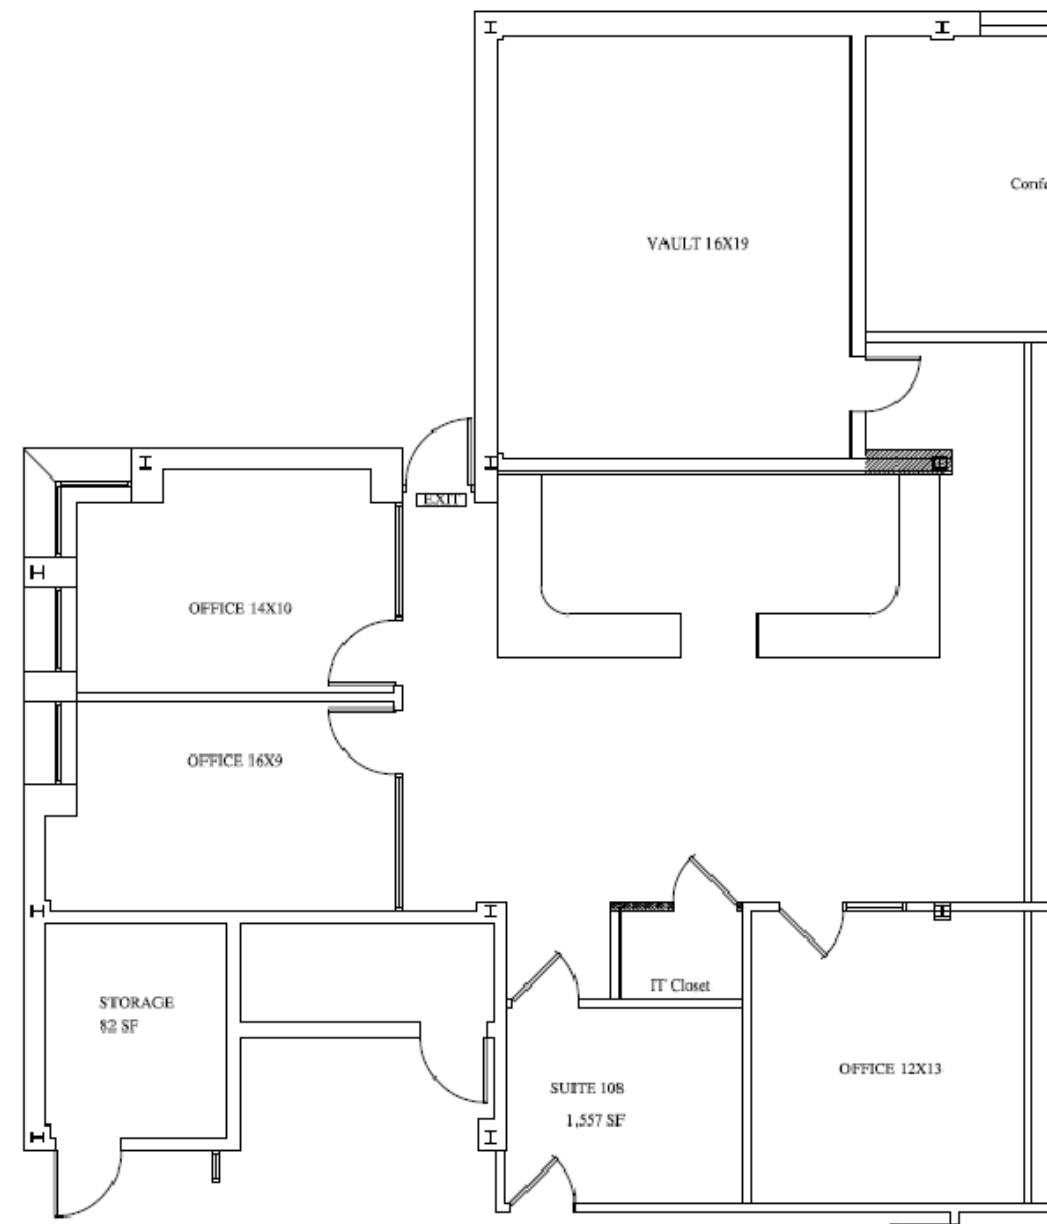 Confe
VAULT 16X19
EXIT
OFFICE 14X10
OFFICE 16X9
IT Closet
STORAGE
82 SF
OFFICE 12X13
SUITE 108
1,557 SF